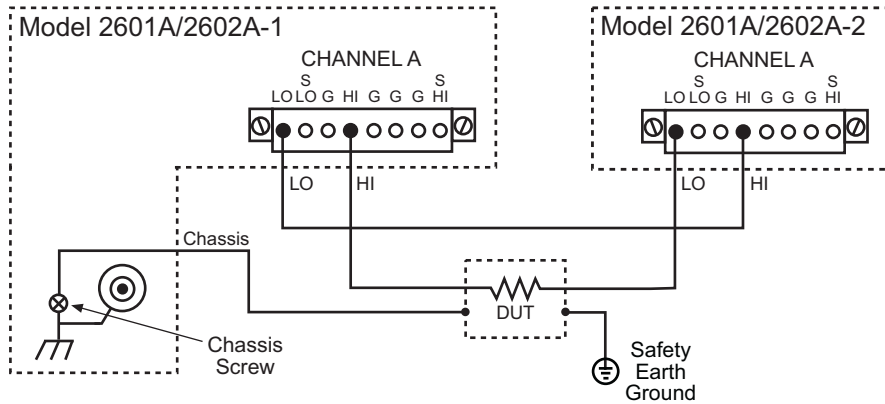 Model 2601A/2602A-1
CHANNEL A
S S
LO LO G HI G G G HI
LO HI
Model 2601A/2602A-2
CHANNEL A
S S
LO LO G HI G G G HI
LO HI
Chassis
DUT
Chassis
Screw
Safety
Earth
Ground